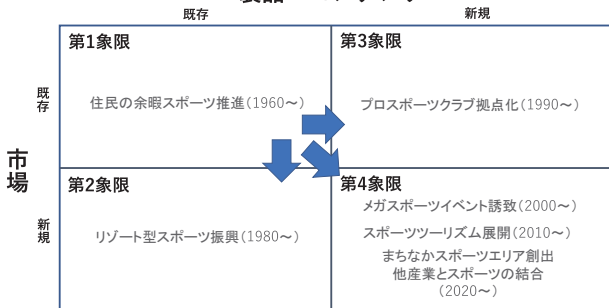 既存
新規
第1象限
第3象限
既存
住民の余暇スポーツ推進(1960～)
プロスポーツクラブ拠点化(1990～)
市場
第2象限
第4象限
新規
リゾート型スポーツ振興(1980～)
メガスポーツイベント誘致(2000～)
スポーツツーリズム展開(2010～)
まちなかスポーツエリア創出
他産業とスポーツの結合
(2020～)